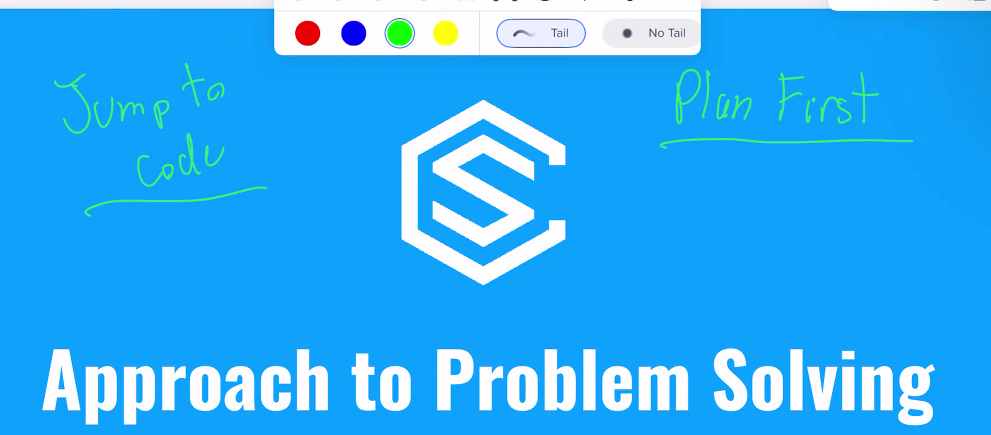 Tail
No Tail
Jump to
code
Plan First
Approach to Problem Solving